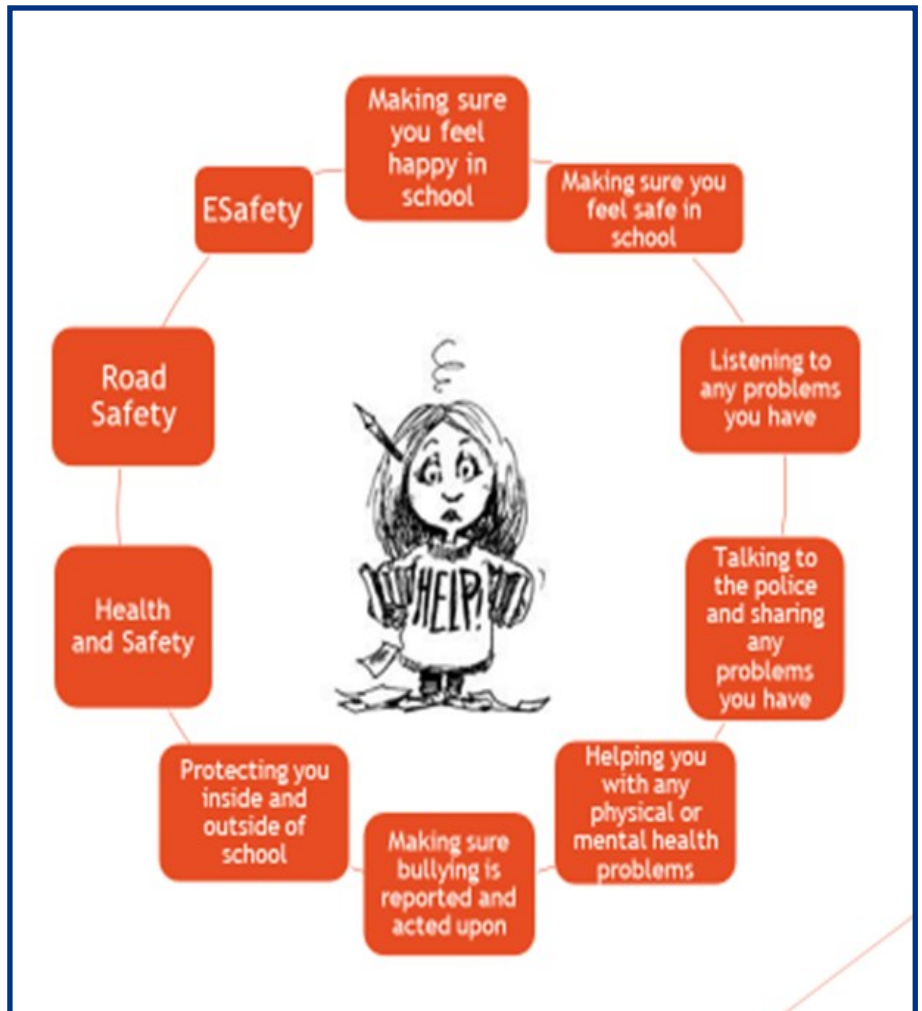 Making sure
you feel
happy in
school
Making sure you
feel safe in
school
Listening to
any problems
you have
Talking to
the police
and sharing
any
problems
you have
Helping you
with any
physical or
mental health
problems
Making sure
bullying is
reported and
acted upon
Protecting you
inside and
outside of
school
Health
and Safety
Road
Safety
ESafety
HELP!